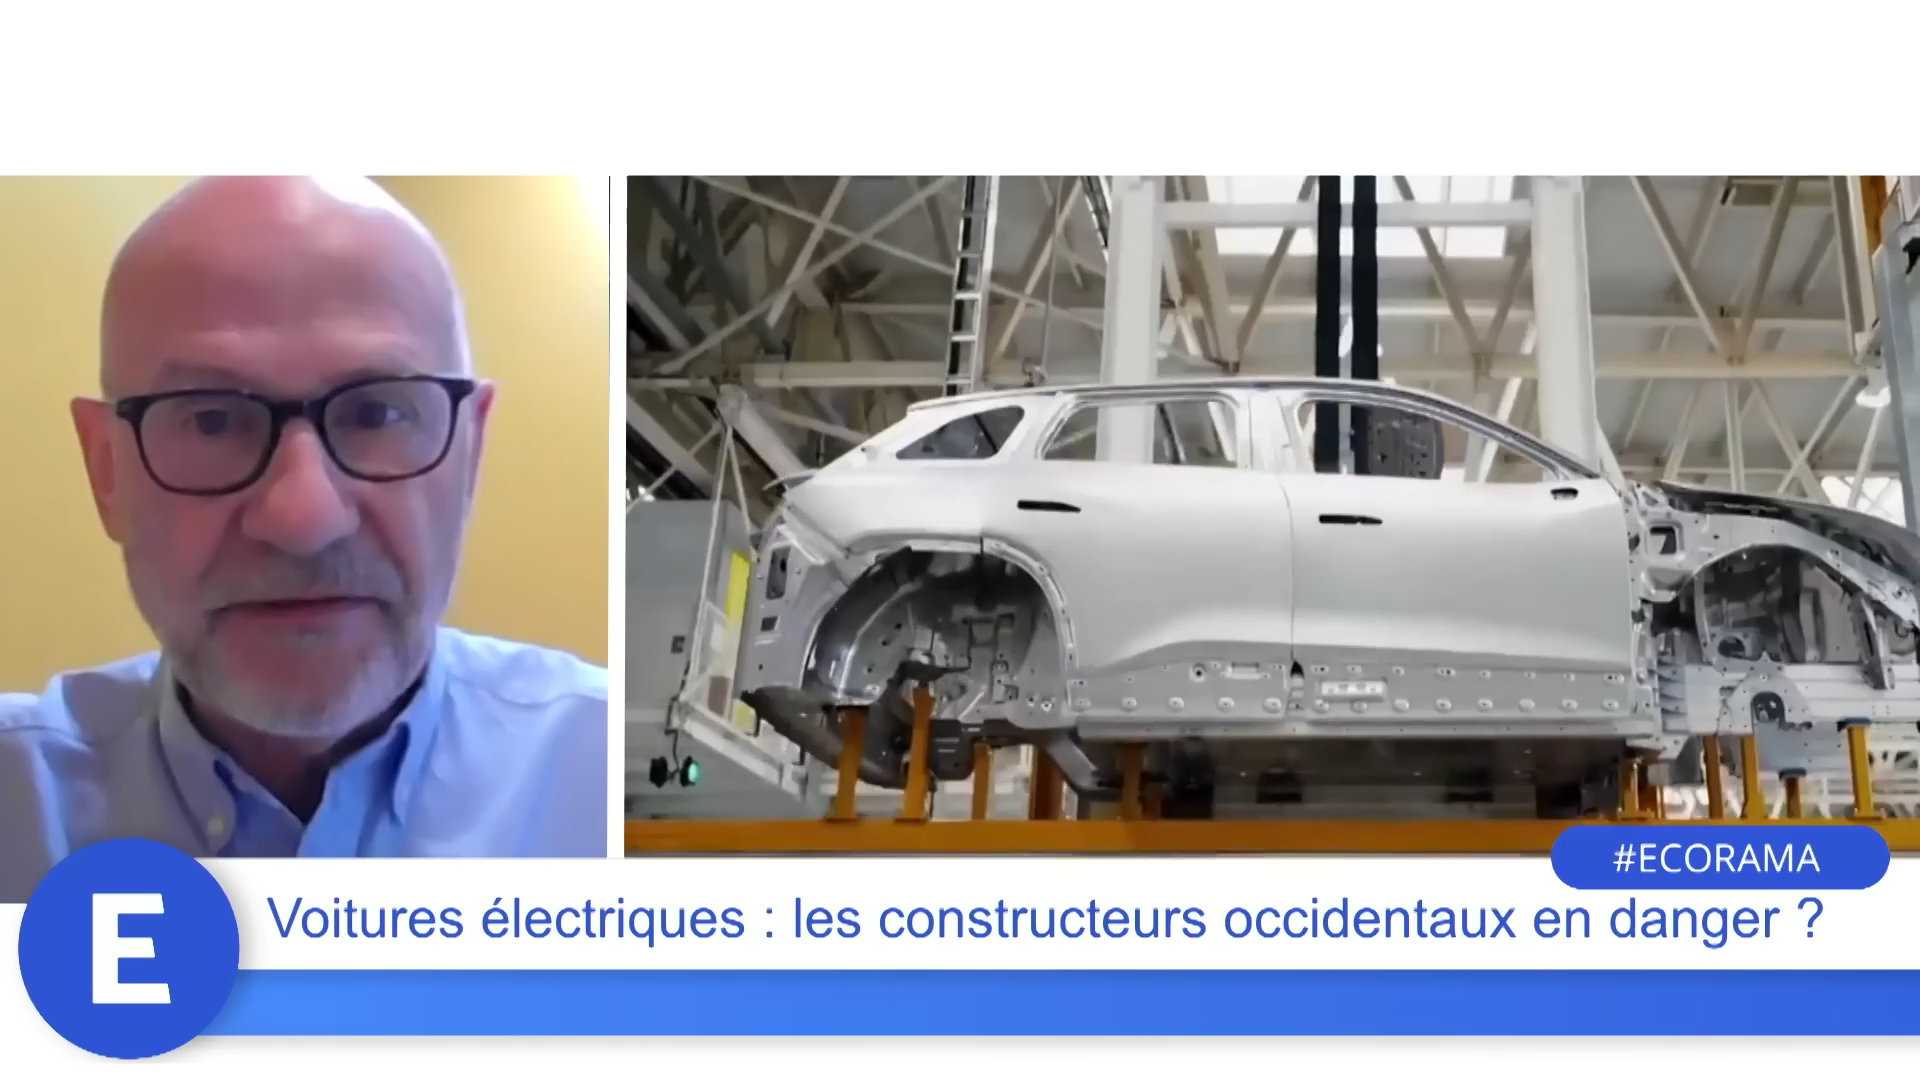 #ECORAMA
E
Voitures électriques : les constructeurs occidentaux en danger ?